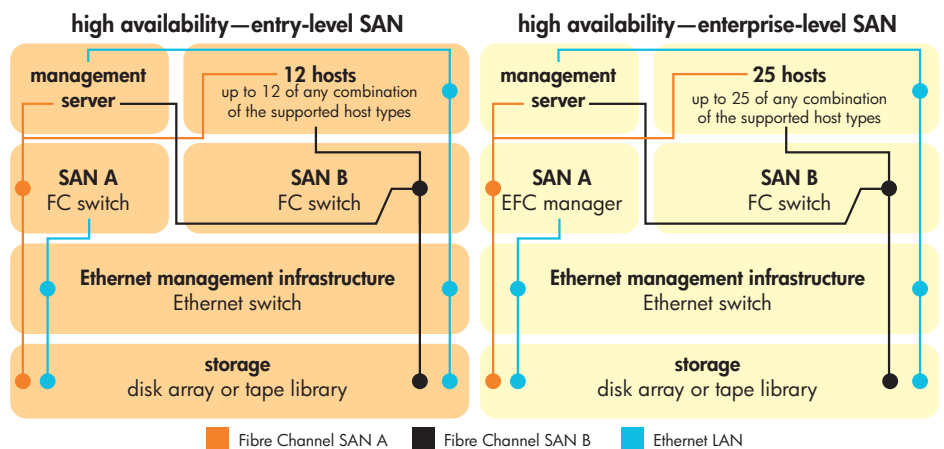 high availability—entry-level SAN
management
server
12 hosts
up to 12 of any combination
of the supported host types
SAN A
FC switch
SAN B
FC switch
Ethernet management infrastructure
Ethernet switch
storage
disk array or tape library
high availability—enterprise-level SAN
management
server
25 hosts
up to 25 of any combination
of the supported host types
SAN A
EFC manager
SAN B
FC switch
Ethernet management infrastructure
Ethernet switch
storage
disk array or tape library
Fibre Channel SAN A
Fibre Channel SAN B
Ethernet LAN